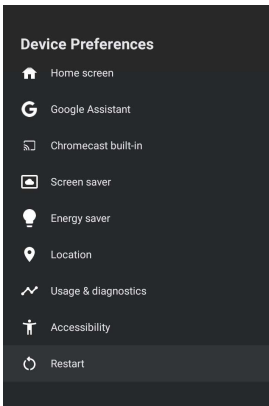 Device Preferences
Home screen
Google Assistant
Chromecast built-in
Screen saver
Energy saver
Location
Usage & diagnostics
Accessibility
Restart